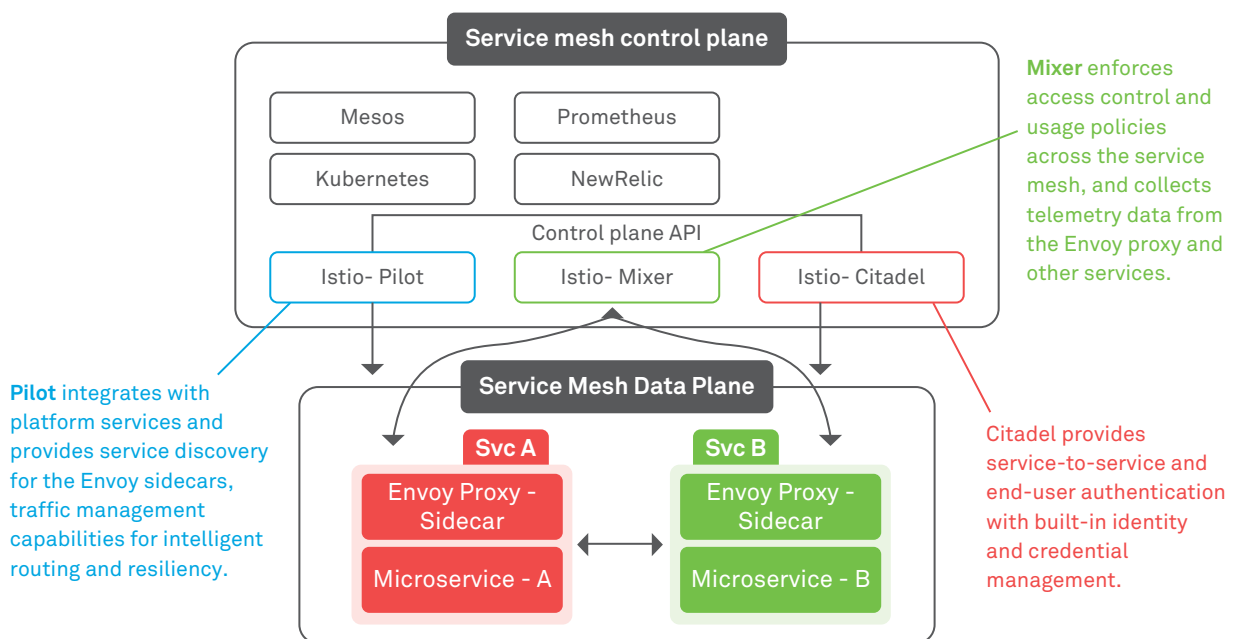 Service mesh control plane
Mesos
Prometheus
Kubernetes
NewRelic
Control plane API
Istio- Pilot
Istio- Mixer
Istio- Citadel
Mixer enforces
access control and
usage policies
across the service
mesh, and collects
telemetry data from
the Envoy proxy and
other services.
Pilot integrates with
platform services and
provides service discovery
for the Envoy sidecars,
traffic management
capabilities for intelligent
routing and resiliency.
Service Mesh Data Plane
Svc A
Envoy Proxy -
Sidecar
Microservice - A
Svc B
Envoy Proxy -
Sidecar
Microservice - B
Citadel provides
service-to-service and
end-user authentication
with built-in identity
and credential
management.